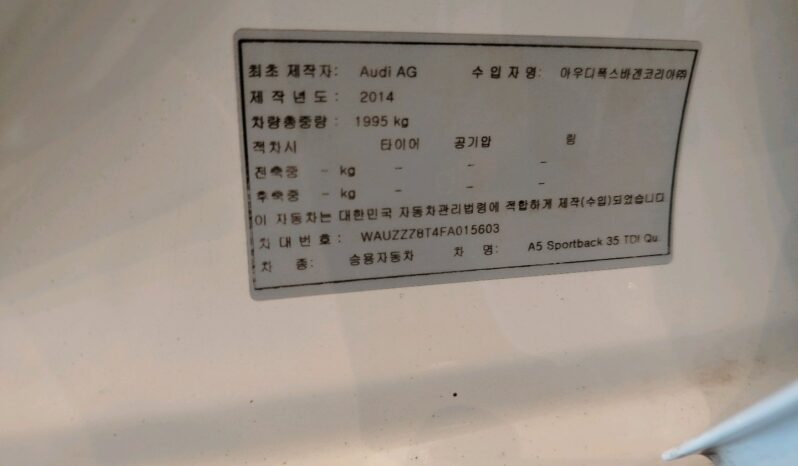 최초 제작자: Audi AG 수 입 자 명: 아우디폭스바겐코리아㈜
제 작 년 도 : 2014
차량총중량 : 1995 kg
적차시 타이어 공기압 림
전축중 - kg - - -
후축중 - kg - - -
이 자동차는 대한민국 자동차관리법령에 적합하게 제작(수입)되었습니다
차 대 번 호 : WAUZZZ8T4FA015603
차 종: 승용자동차 차 명: A5 Sportback 35 TDI Qu.